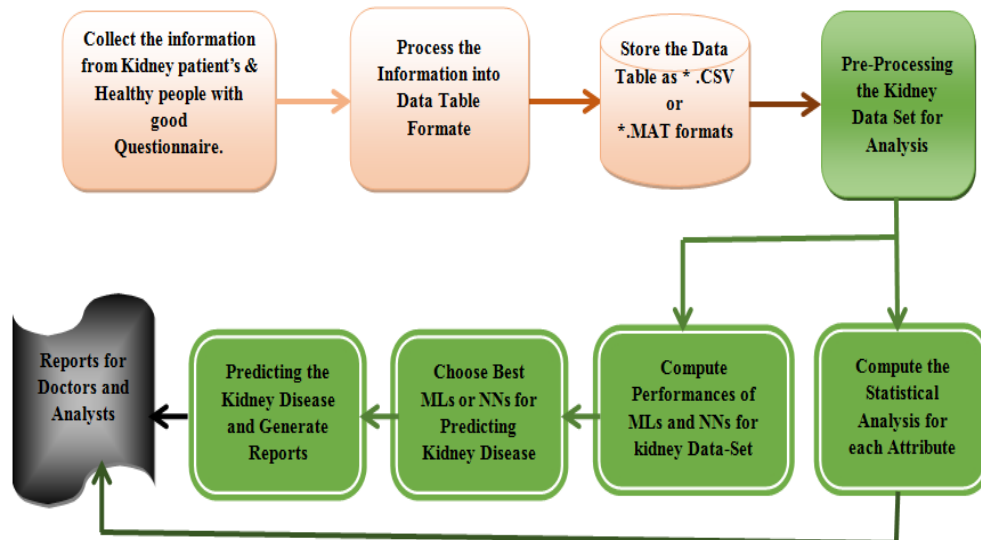 Collect the information
from Kidney patient's &
Healthy people with
good
Questionnaire.
Process the
Information into
Data Table
Formate
Store the Data
Table as * .CSV
or
*.MAT formats
Pre-Processing
the Kidney
Data Set for
Analysis
Reports for
Doctors and
Analysts
Predicting the
Kidney Disease
and Generate
Reports
Choose Best
MLs or NNs for
Predicting
Kidney Disease
Compute
Performances of
MLs and NNs for
kidney Data-Set
Compute the
Statistical
Analysis for
each Attribute